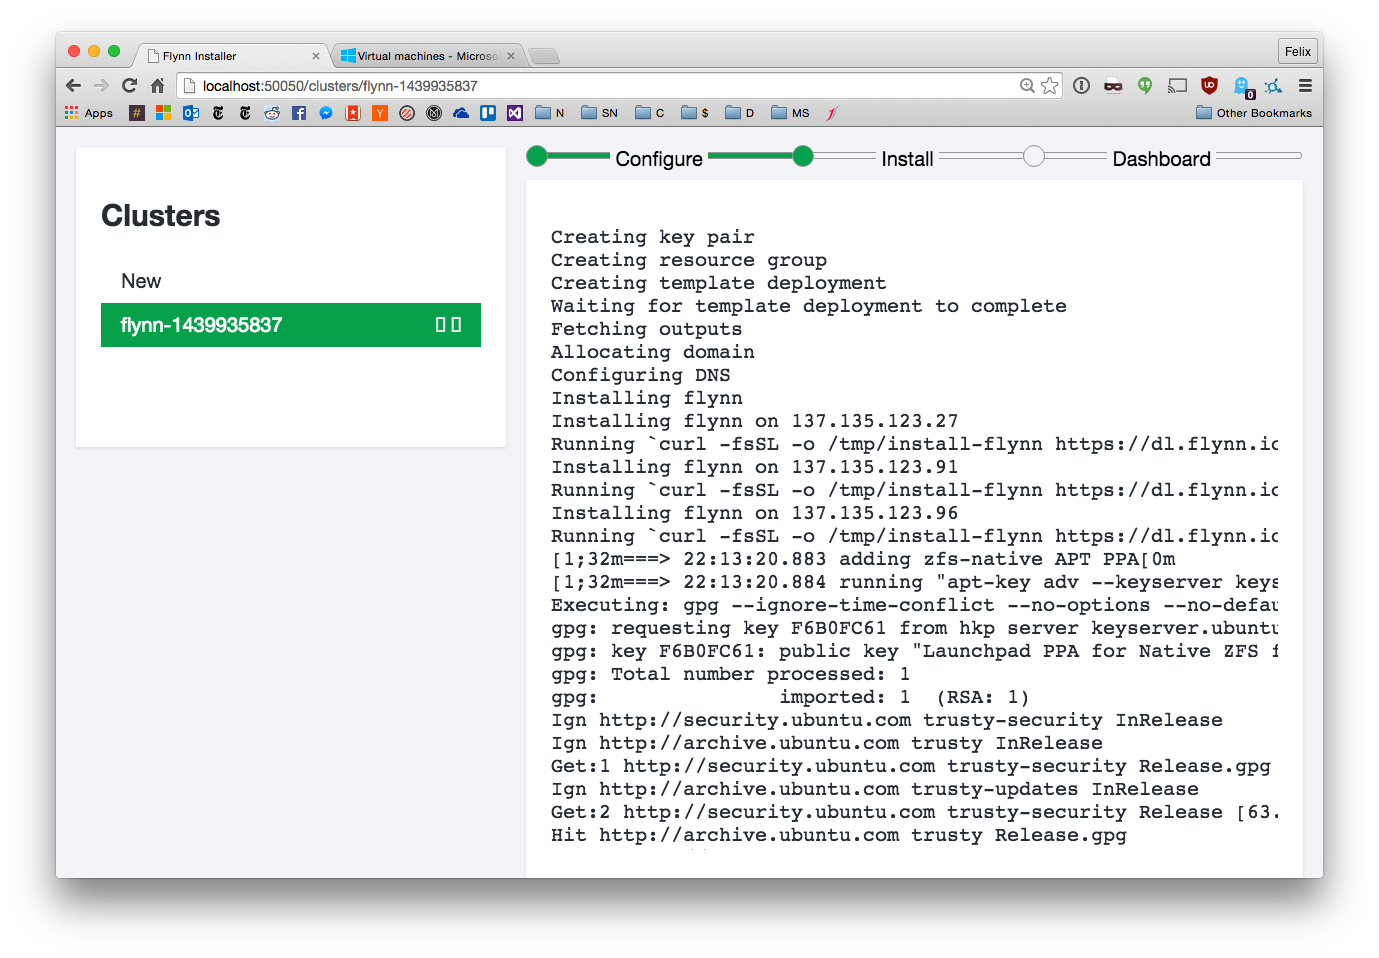 Flynn Installer
Virtual machines - Microso
Felix
localhost:50050/clusters/flynn-1439935837
Apps
N
SN
C
$
D
MS
Other Bookmarks
Configure
Install
Dashboard
Clusters
New
flynn-1439935837
Creating key pair
Creating resource group
Creating template deployment
Waiting for template deployment to complete
Fetching outputs
Allocating domain
Configuring DNS
Installing flynn
Installing flynn on 137.135.123.27
Running `curl -fsSL -o /tmp/install-flynn https://dl.flynn.io
Installing flynn on 137.135.123.91
Running `curl -fsSL -o /tmp/install-flynn https://dl.flynn.io
Installing flynn on 137.135.123.96
Running `curl -fsSL -o /tmp/install-flynn https://dl.flynn.io
[1;32m===> 22:13:20.883 adding zfs-native APT PPA[0m
[1;32m===> 22:13:20.884 running "apt-key adv --keyserver keys
Executing: gpg --ignore-time-conflict --no-options --no-defau
gpg: requesting key F6B0FC61 from hkp server keyserver.ubuntu
gpg: key F6B0FC61: public key "Launchpad PPA for Native ZFS f
gpg: Total number processed: 1
gpg:               imported: 1  (RSA: 1)
Ign http://security.ubuntu.com trusty-security InRelease
Ign http://archive.ubuntu.com trusty InRelease
Get:1 http://security.ubuntu.com trusty-security Release.gpg
Ign http://archive.ubuntu.com trusty-updates InRelease
Get:2 http://security.ubuntu.com trusty-security Release [63.
Hit http://archive.ubuntu.com trusty Release.gpg